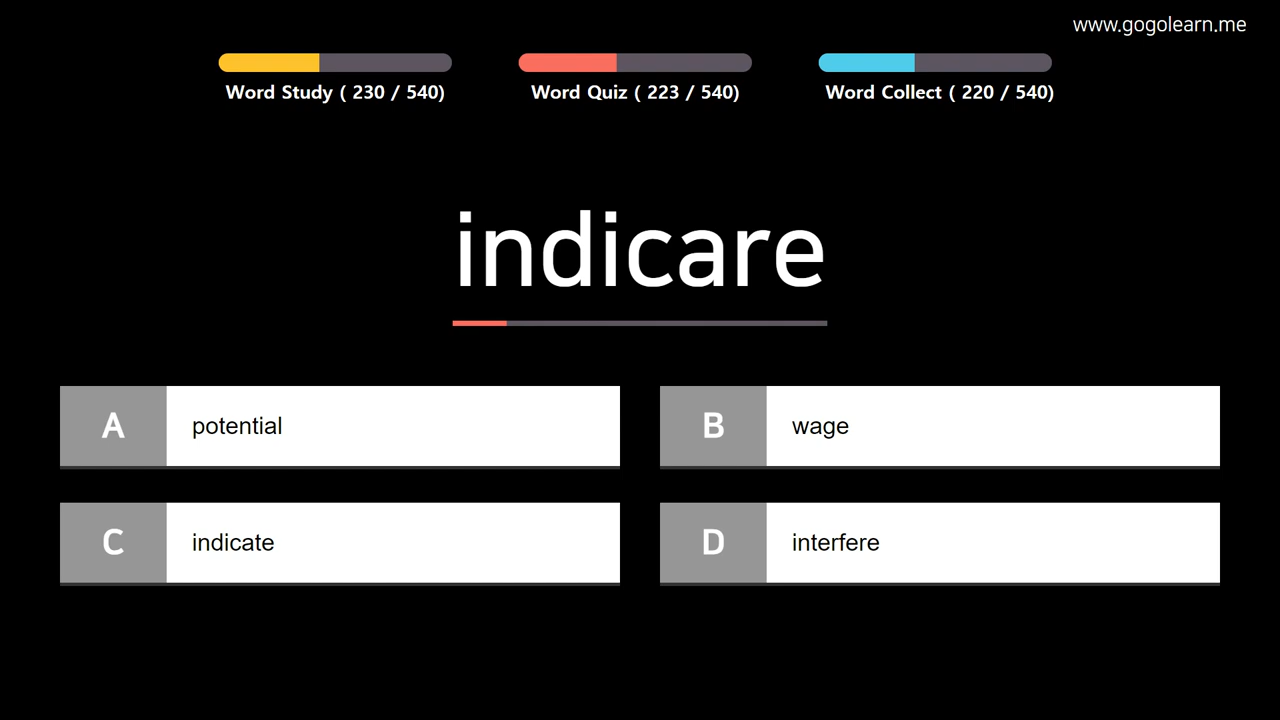 www.gogolearn.me
Word Study ( 230 / 540)
Word Quiz ( 223 / 540)
Word Collect ( 220 / 540)
indicare
A potential
B wage
C indicate
D interfere